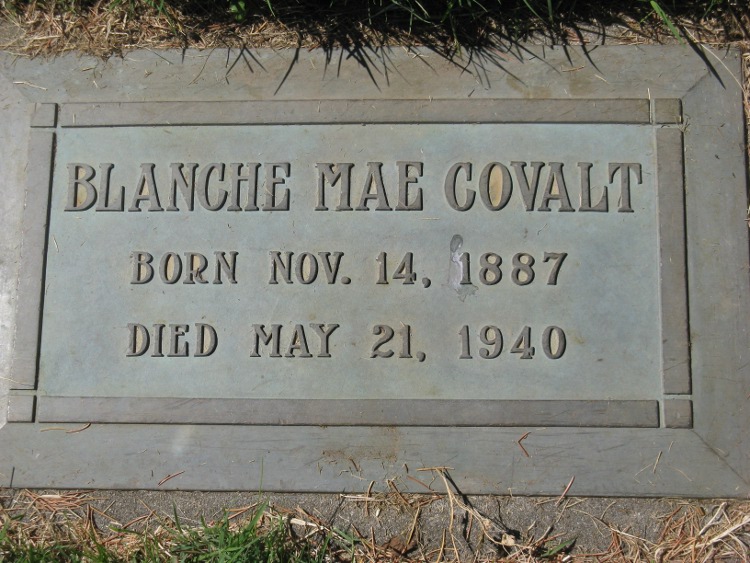 BLANCHE MAE COVALT
BORN NOV. 14, 1887
DIED MAY 21, 1940